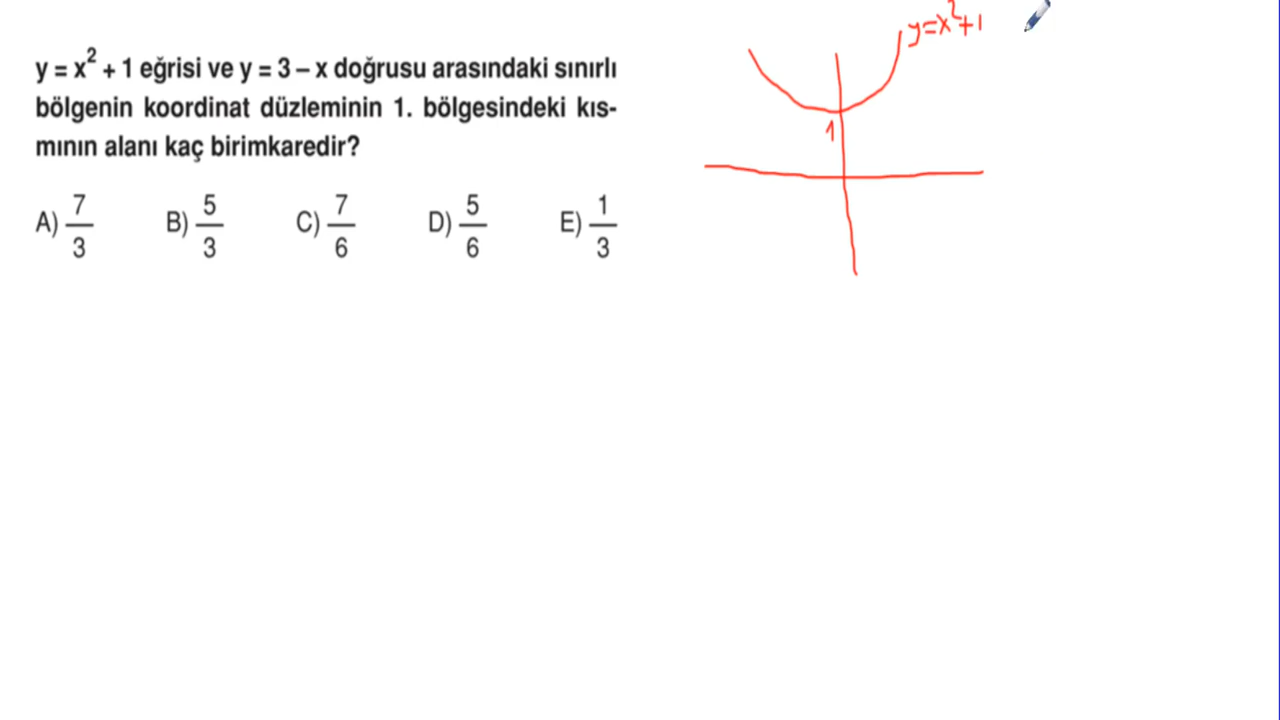 y = x² + 1 eğrisi ve y = 3 – x doğrusu arasındaki sınırlı
bölgenin koordinat düzleminin 1. bölgesindeki kıs-
mının alanı kaç birimkaredir?
A) 7/3 B) 5/3 C) 7/6 D) 5/6 E) 1/3
y=x²+1
1